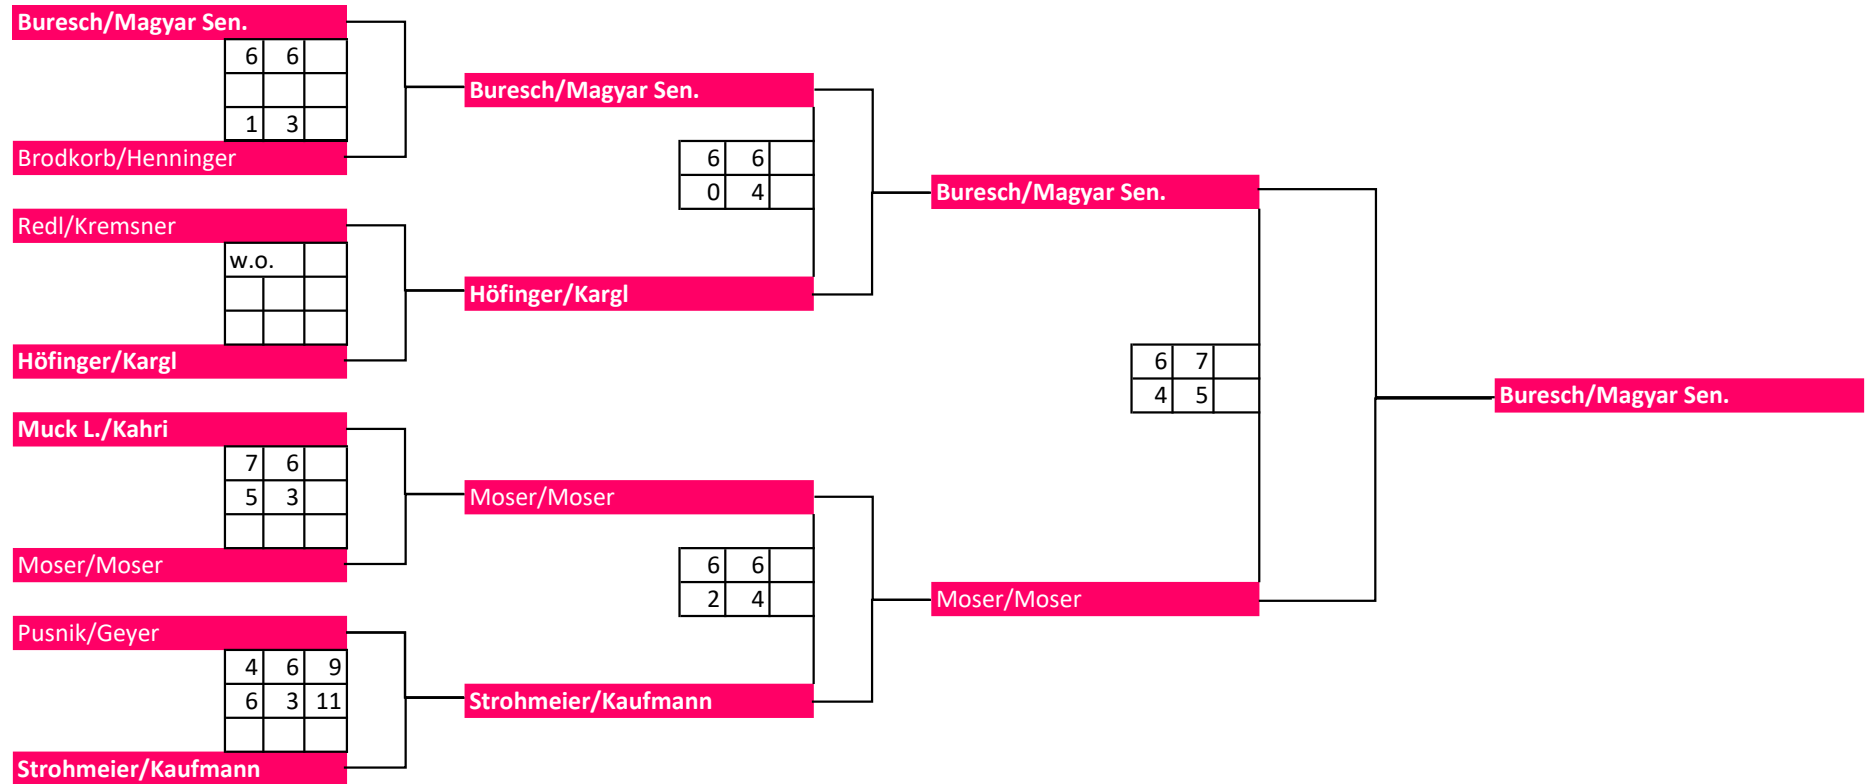 Buresch/Magyar Sen.
6 6
1 3
Brodkorb/Henninger
Redl/Kremsner
w.o.
Höfinger/Kargl
Muck L./Kahri
7 6
5 3
Moser/Moser
Pusnik/Geyer
4 6 9
6 3 11
Strohmeier/Kaufmann
Buresch/Magyar Sen.
6 6
0 4
Höfinger/Kargl
Moser/Moser
6 6
2 4
Strohmeier/Kaufmann
Buresch/Magyar Sen.
6 7
4 5
Moser/Moser
Buresch/Magyar Sen.